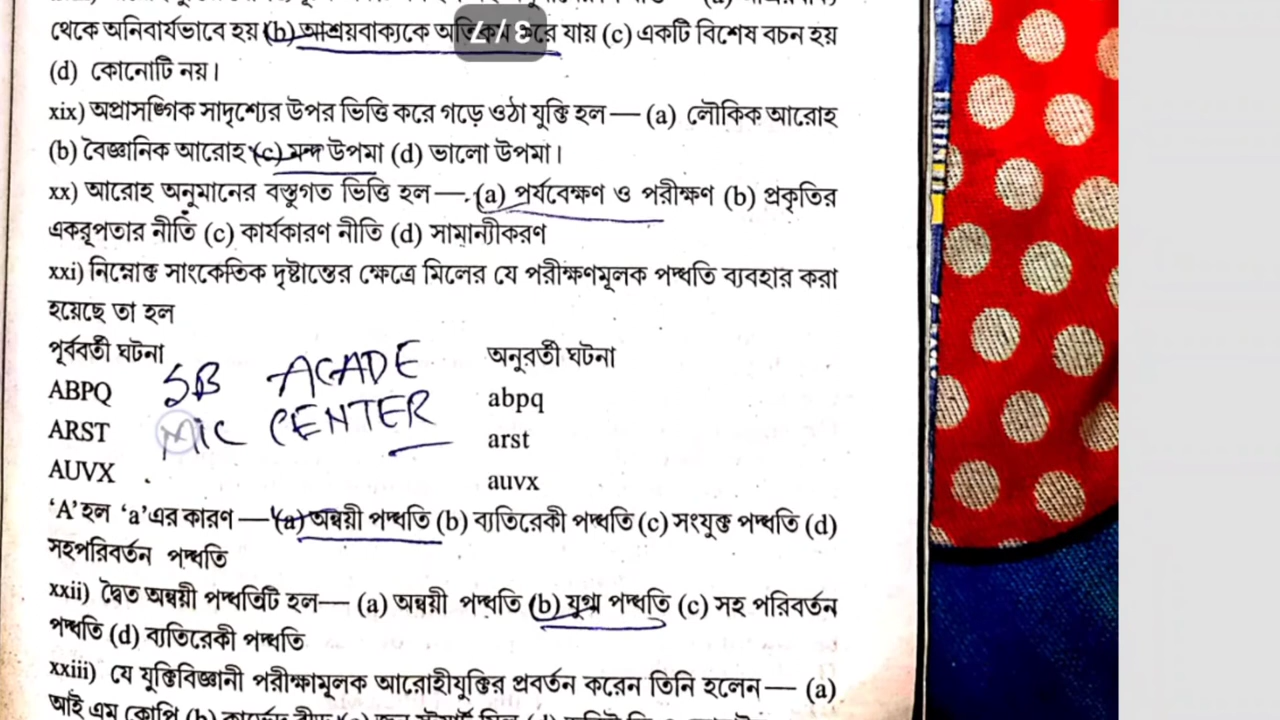 থেকে অনিবার্যভাবে হয় (b) আশ্রয়বাক্যকে অতিক্রম করে যায় (c) একটি বিশেষ বচন হয়
3/7
(d) কোনোটি নয়।
xix) অপ্রাসঙ্গিক সাদৃশ্যের উপর ভিত্তি করে গড়ে ওঠা যুক্তি হল— (a) লৌকিক আরোহ
(b) বৈজ্ঞানিক আরোহ (c) মন্দ উপমা (d) ভালো উপমা।
xx) আরোহ অনুমানের বস্তুগত ভিত্তি হল— (a) পর্যবেক্ষণ ও পরীক্ষণ (b) প্রকৃতির
একরূপতার নীতি (c) কার্যকারণ নীতি (d) সামান্যীকরণ
xxi) নিম্নোক্ত সাংকেতিক দৃষ্টান্তের ক্ষেত্রে মিলের যে পরীক্ষণমূলক পদ্ধতি ব্যবহার করা
হয়েছে তা হল
পূর্ববর্তী ঘটনা অনুবর্তী ঘটনা
ABPQ SB ACADE abpq
ARST MIC CENTER arst
AUVX auvx
'A' হল 'a' এর কারণ — (a) অন্বয়ী পদ্ধতি (b) ব্যতিরেকী পদ্ধতি (c) সংযুক্ত পদ্ধতি (d)
সহপরিবর্তন পদ্ধতি
xxii) দ্বৈত অন্বয়ী পদ্ধতিটি হল— (a) অন্বয়ী পদ্ধতি (b) যুগ্ম পদ্ধতি (c) সহ পরিবর্তন
পদ্ধতি (d) ব্যতিরেকী পদ্ধতি
xxiii) যে যুক্তিবিজ্ঞানী পরীক্ষামূলক আরোহীযুক্তির প্রবর্তন করেন তিনি হলেন— (a)
আই এম কোপি (b)